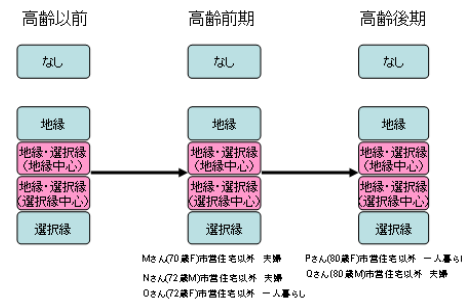 高齢以前
高齢前期
高齢後期
なし
なし
なし
地縁
地縁
地縁
地縁・選択縁
(地縁中心)
地縁・選択縁
(地縁中心)
地縁・選択縁
(地縁中心)
地縁・選択縁
(選択縁中心)
地縁・選択縁
(選択縁中心)
地縁・選択縁
(選択縁中心)
選択縁
選択縁
選択縁
Mさん(70歳F)市営住宅以外 夫婦
Nさん(72歳M)市営住宅以外 夫婦
Oさん(72歳F)市営住宅以外 一人暮らし
Pさん(80歳F)市営住宅以外 一人暮ら
Qさん(80歳M)市営住宅以外 夫婦